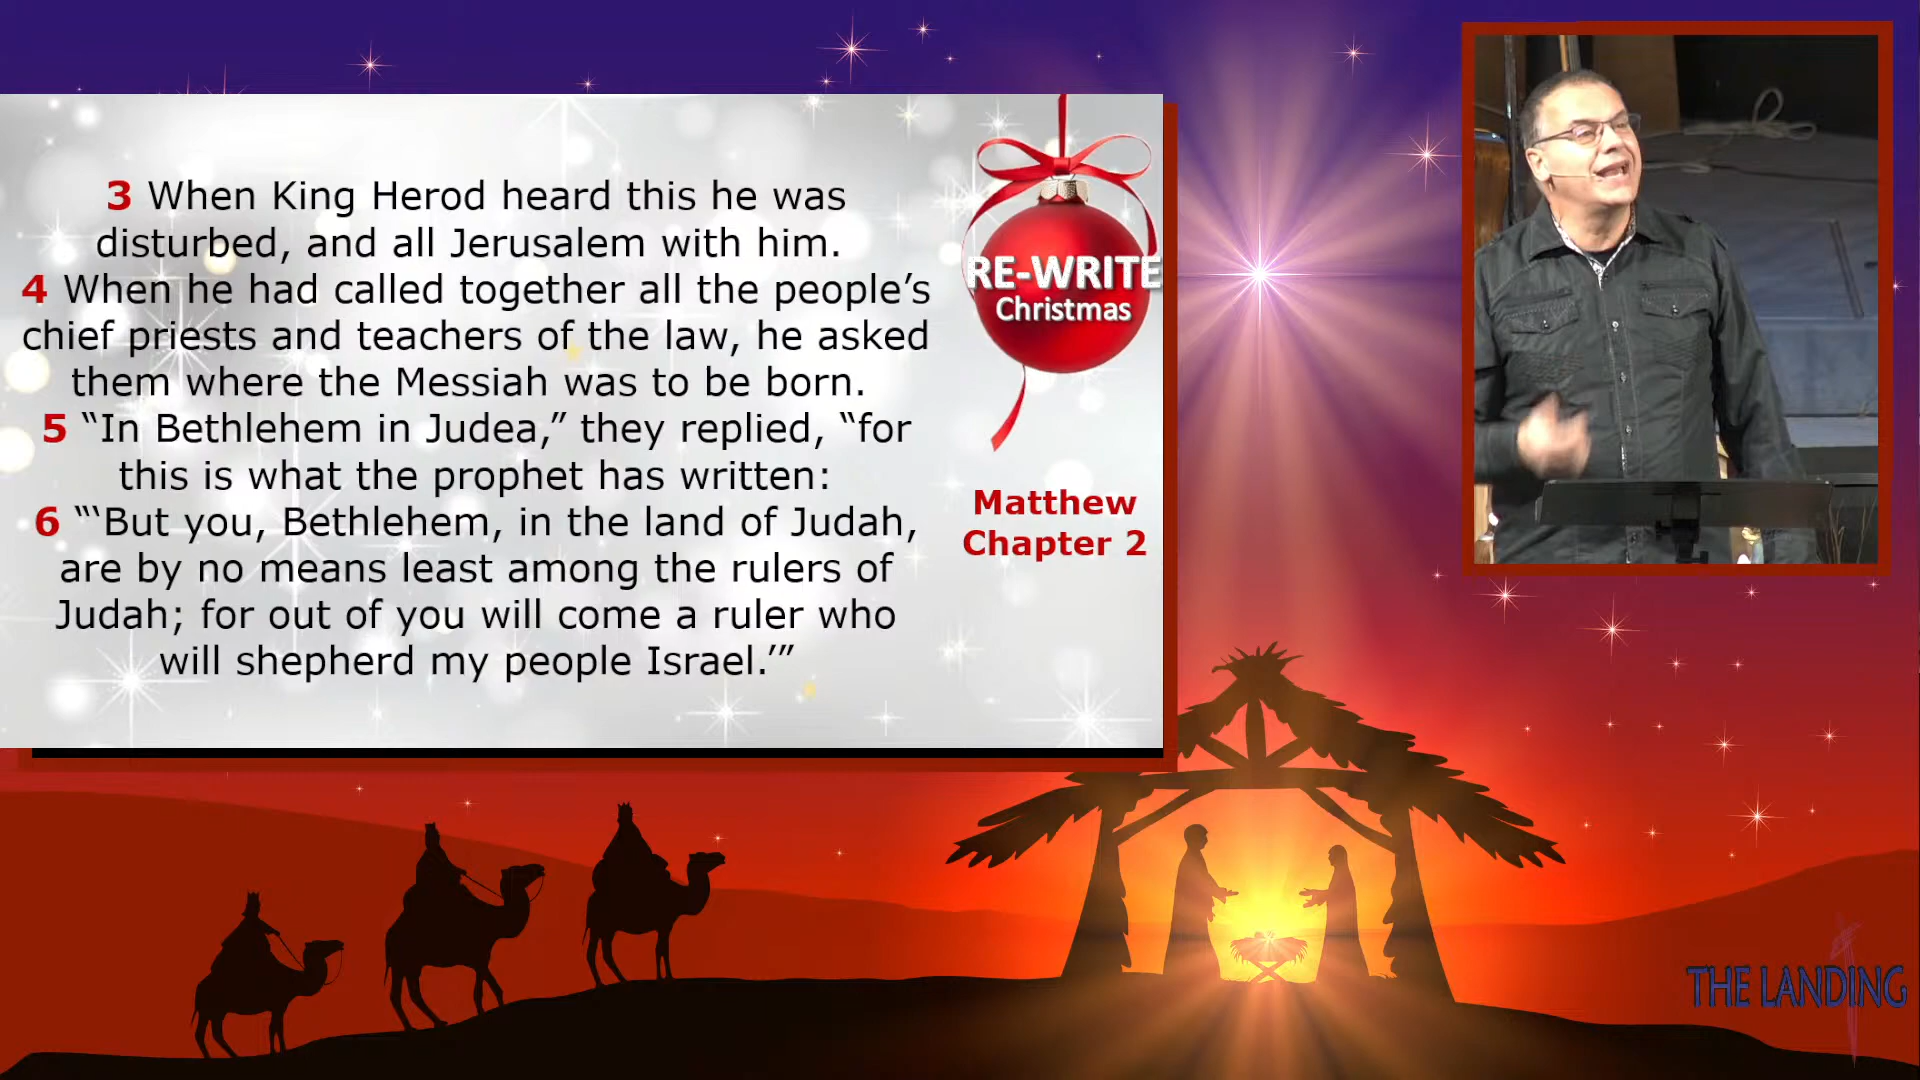 3 When King Herod heard this he was
disturbed, and all Jerusalem with him.
4 When he had called together all the people’s
chief priests and teachers of the law, he asked
them where the Messiah was to be born.
5 “In Bethlehem in Judea,” they replied, “for
this is what the prophet has written:
6 “‘But you, Bethlehem, in the land of Judah,
are by no means least among the rulers of
Judah; for out of you will come a ruler who
will shepherd my people Israel.’”
RE-WRITE
Christmas
Matthew
Chapter 2
THE LANDING